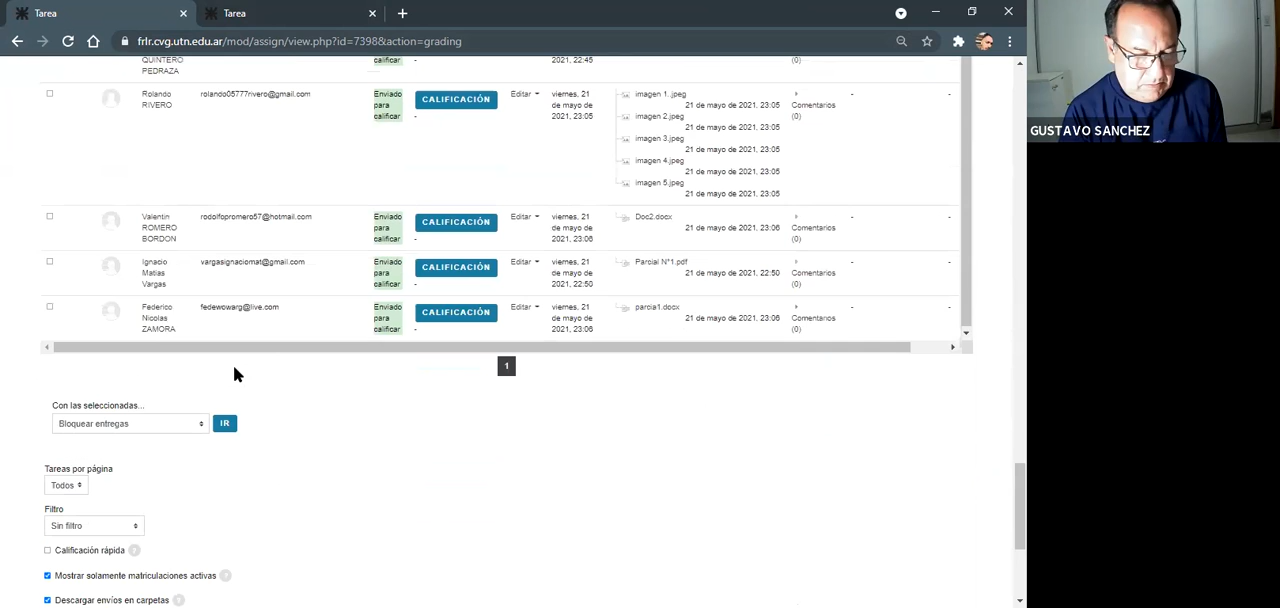 Tarea
Tarea
frlr.cvg.utn.edu.ar/mod/assign/view.php?id=7398&action=grading
QUINTERO PEDRAZA
calificar
-
2021, 22:45
(0)
Rolando RIVERO
rolando05777rivero@gmail.com
Enviado para calificar
CALIFICACIÓN
-
Editar
viernes, 21 de mayo de 2021, 23:05
imagen 1..jpeg
21 de mayo de 2021, 23:05
imagen 2.jpeg
21 de mayo de 2021, 23:05
imagen 3.jpeg
21 de mayo de 2021, 23:05
imagen 4.jpeg
21 de mayo de 2021, 23:05
imagen 5.jpeg
21 de mayo de 2021, 23:05
Comentarios (0)
-
-
Valentin ROMERO BORDON
rodolfopromero57@hotmail.com
Enviado para calificar
CALIFICACIÓN
-
Editar
viernes, 21 de mayo de 2021, 23:06
Doc2.docx
21 de mayo de 2021, 23:06
Comentarios (0)
-
-
Ignacio Matias Vargas
vargasignaciomat@gmail.com
Enviado para calificar
CALIFICACIÓN
-
Editar
viernes, 21 de mayo de 2021, 22:50
Parcial N°1.pdf
21 de mayo de 2021, 22:50
Comentarios (0)
-
-
Federico Nicolas ZAMORA
fedewowarg@live.com
Enviado para calificar
CALIFICACIÓN
-
Editar
viernes, 21 de mayo de 2021, 23:06
parcial1.docx
21 de mayo de 2021, 23:06
Comentarios (0)
-
-
1
Con las seleccionadas...
Bloquear entregas
IR
Tareas por página
Todos
Filtro
Sin filtro
Calificación rápida
Mostrar solamente matriculaciones activas
Descargar envíos en carpetas
GUSTAVO SANCHEZ